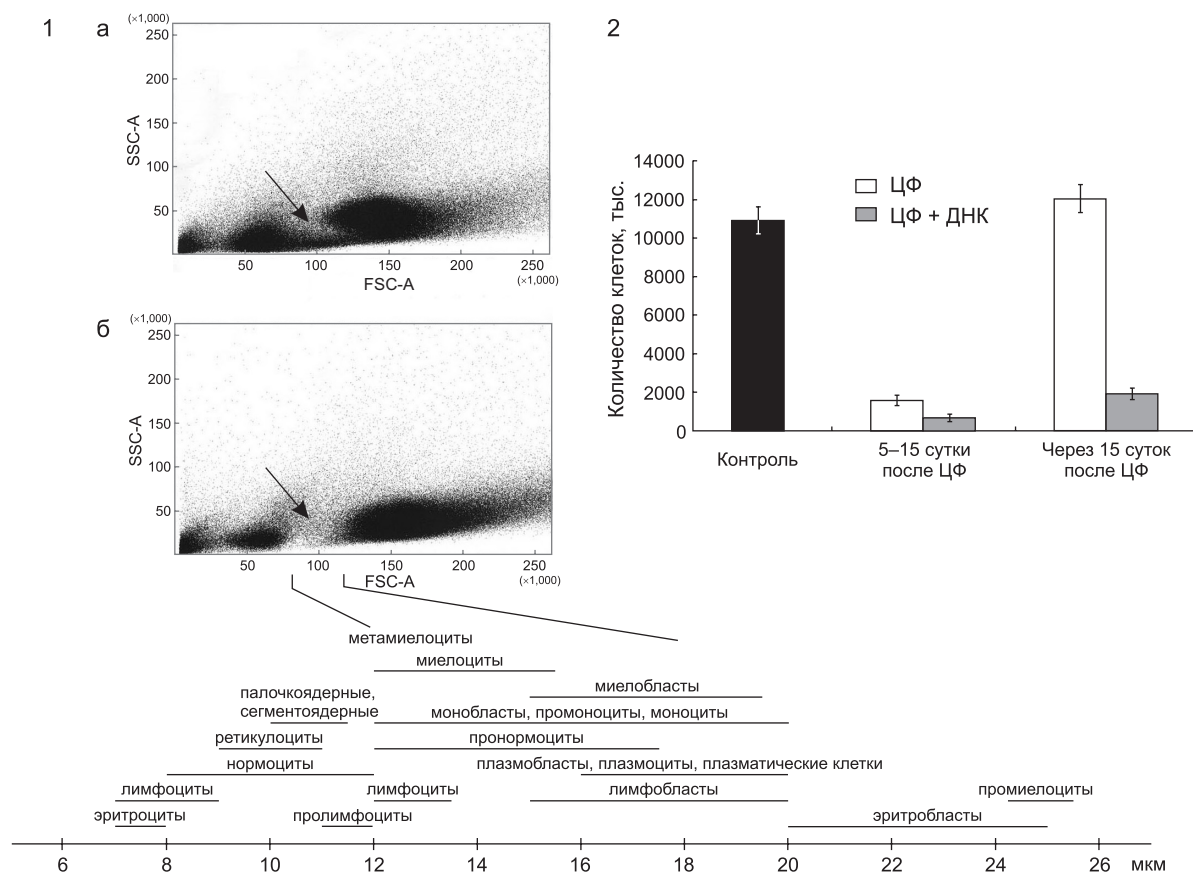 1
а
(×1,000)
250
200
150
100
50
SSC-A
50
100
150
200
250
FSC-A
(×1,000)
б
(×1,000)
250
200
150
100
50
SSC-A
50
100
150
200
250
FSC-A
(×1,000)
2
14000
12000
10000
8000
6000
4000
2000
0
Количество клеток, тыс.
ЦФ
ЦФ + ДНК
Контроль
5–15 сутки
после ЦФ
Через 15 суток
после ЦФ
метамиелоциты
миелоциты
миелобласты
палочкоядерные,
сегментоядерные
монобласты, промоноциты, моноциты
ретикулоциты
пронормоциты
нормоциты
плазмобласты, плазмоциты, плазматические клетки
лимфоциты
лимфоциты
лимфобласты
промиелоциты
эритроциты
пролимфоциты
эритробласты
6
8
10
12
14
16
18
20
22
24
26
мкм